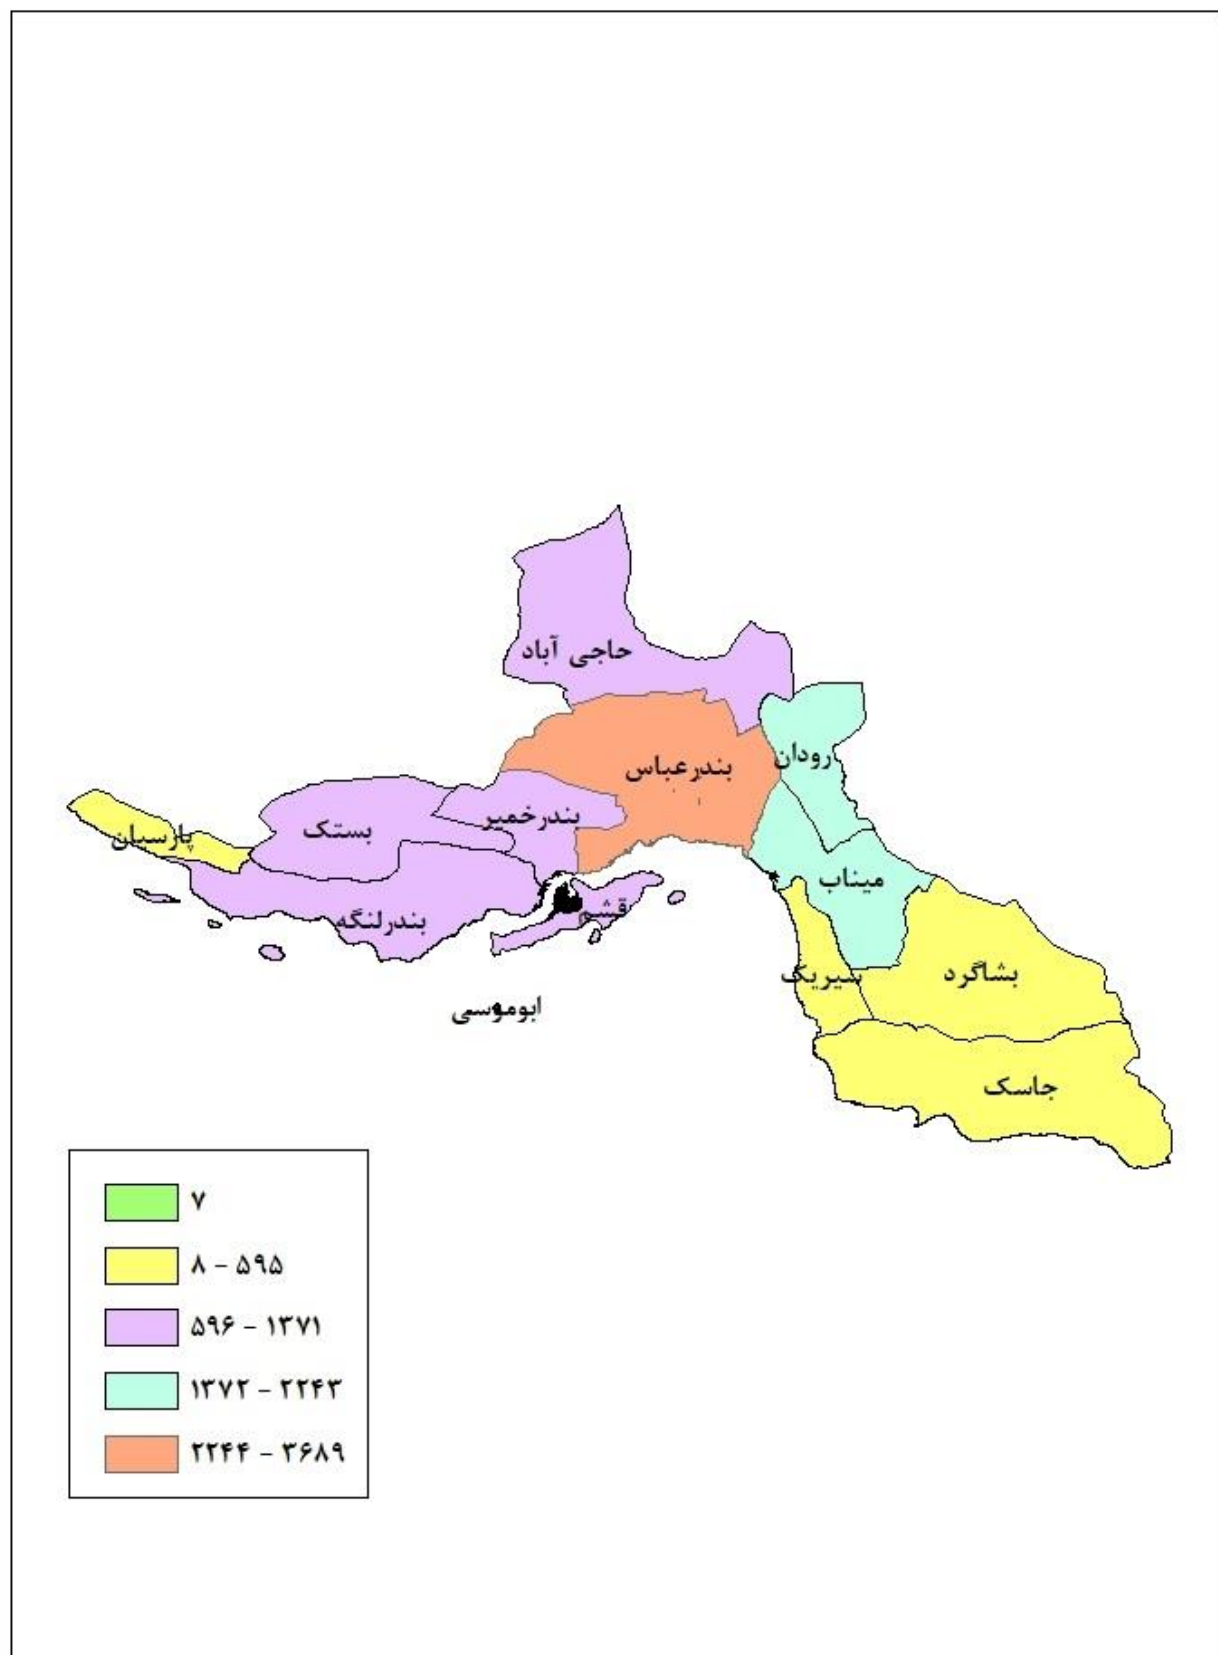 حاجی آباد
رودان
بندرعباس
بندرخمیر
بستک
پارسیان
میناب
قشم
بندرلنگه
سیریک
بشاگرد
ابوموسی
جاسک
۷
۸ - ۵۹۵
۵۹۶ - ۱۳۷۱
۱۳۷۲ - ۲۲۴۳
۲۲۴۴ - ۳۶۸۹